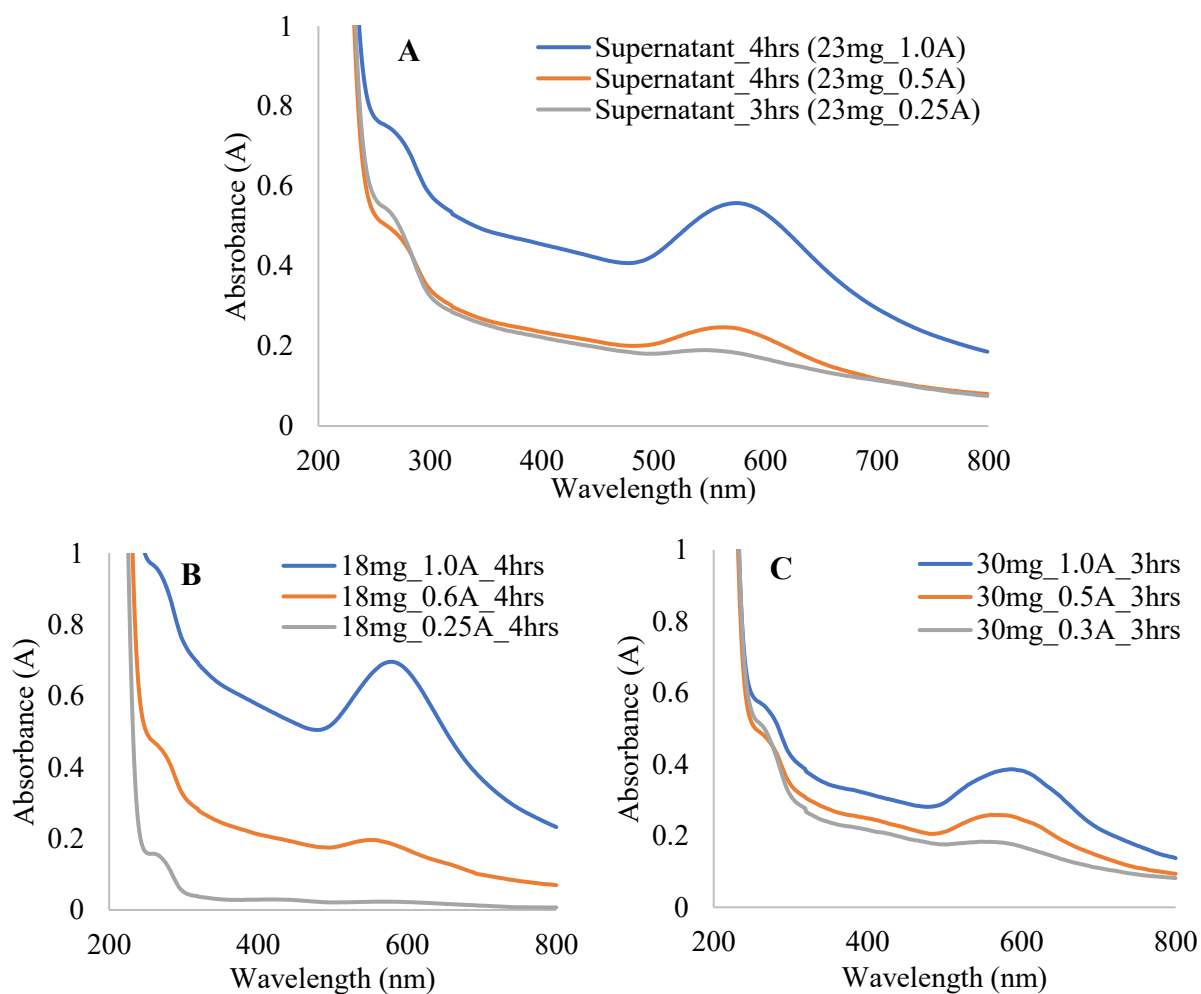 A
Supernatant_4hrs (23mg_1.0A)
Supernatant_4hrs (23mg_0.5A)
Supernatant_3hrs (23mg_0.25A)
Absrobance (A)
1
0.8
0.6
0.4
0.2
0
200 300 400 500 600 700 800
Wavelength (nm)
B
18mg_1.0A_4hrs
18mg_0.6A_4hrs
18mg_0.25A_4hrs
Absorbance (A)
1
0.8
0.6
0.4
0.2
0
200 400 600 800
Wavelength (nm)
C
30mg_1.0A_3hrs
30mg_0.5A_3hrs
30mg_0.3A_3hrs
Absorbance (A)
1
0.8
0.6
0.4
0.2
0
200 400 600 800
Wavelength (nm)